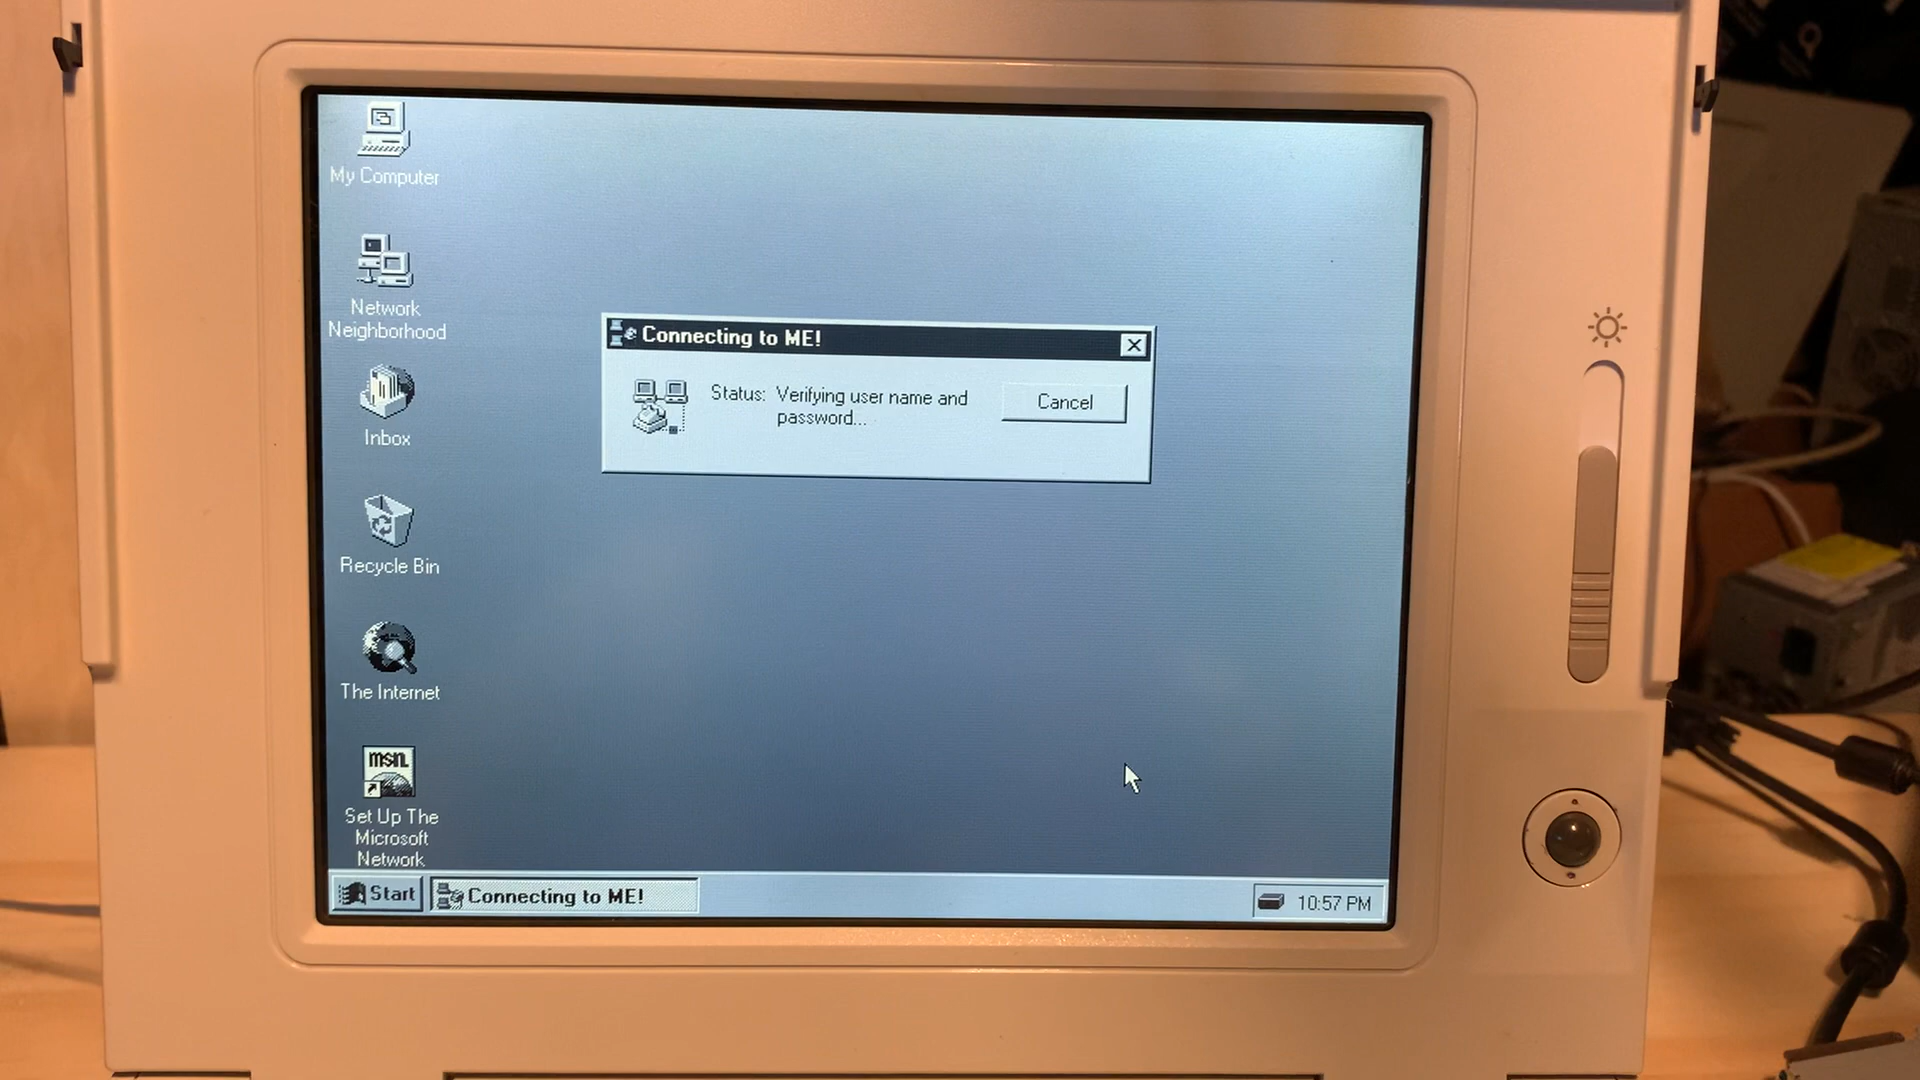 My Computer
Network
Neighborhood
Inbox
Recycle Bin
The Internet
msn.
Set Up The
Microsoft
Network
Connecting to ME!
Status: Verifying user name and
password...
Cancel
Start
Connecting to ME!
10:57 PM